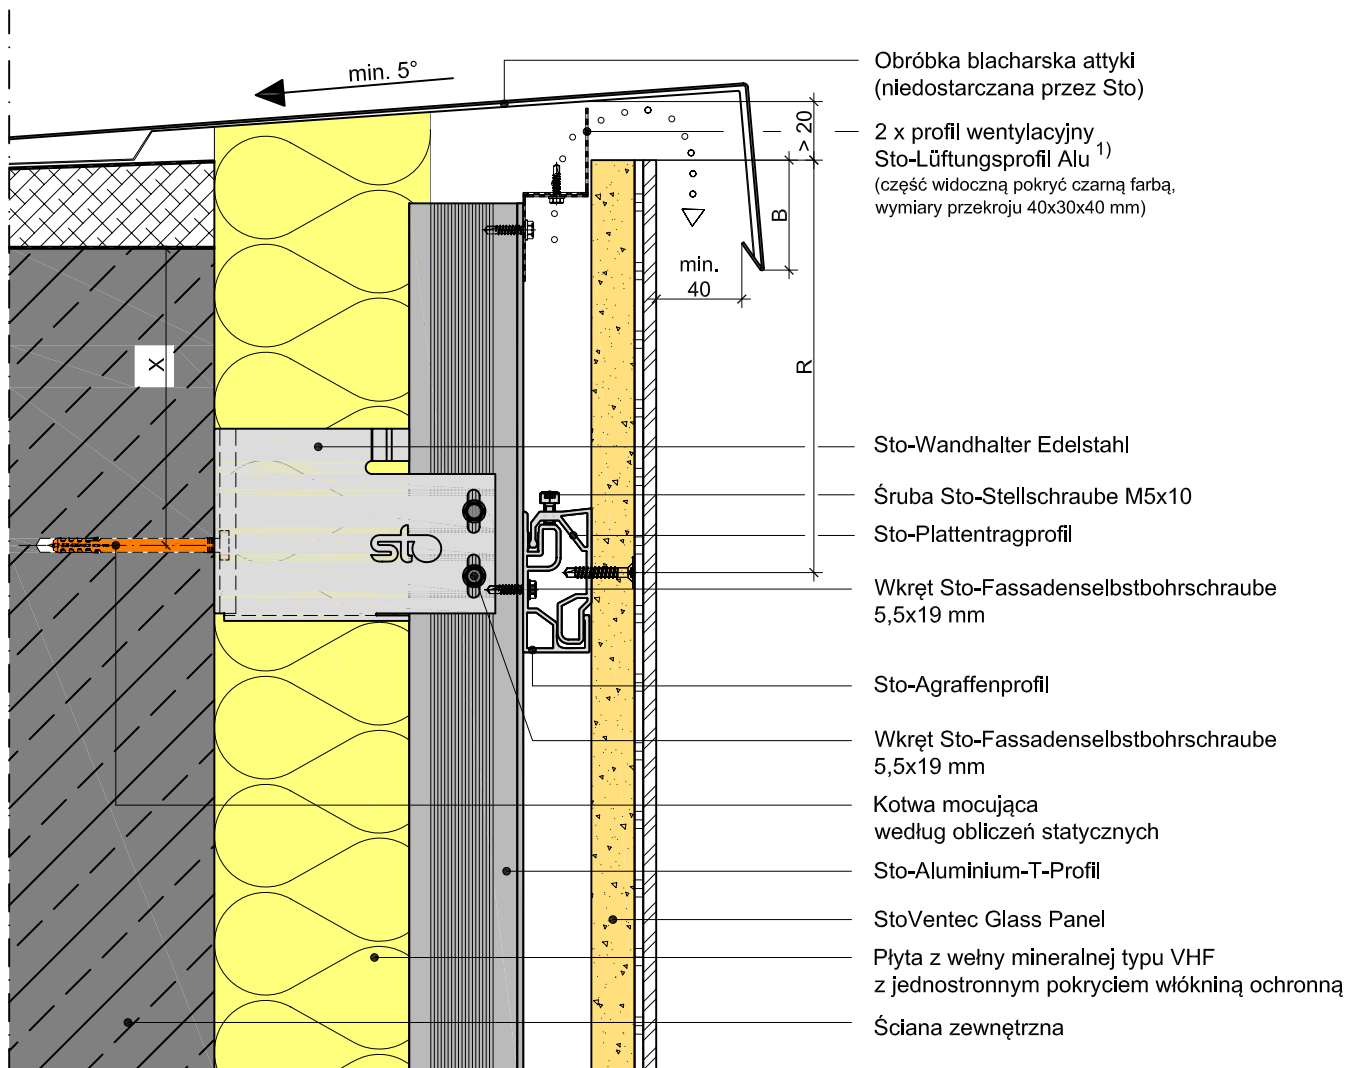 min. 5°
Obróbka blacharska attyki
(niedostarczana przez Sto)
> 20
2 x profil wentylacyjny
Sto-Lüftungsprofil Alu 1)
(część widoczną pokryć czarną farbą,
wymiary przekroju 40x30x40 mm)
B
min.
40
X
R
Sto-Wandhalter Edelstahl
Śruba Sto-Stellschraube M5x10
Sto-Plattentragprofil
sto
Wkręt Sto-Fassadenselbstbohrschraube
5,5x19 mm
Sto-Agraffenprofil
Wkręt Sto-Fassadenselbstbohrschraube
5,5x19 mm
Kotwa mocująca
według obliczeń statycznych
Sto-Aluminium-T-Profil
StoVentec Glass Panel
Płyta z wełny mineralnej typu VHF
z jednostronnym pokryciem włókniną ochronną
Ściana zewnętrzna